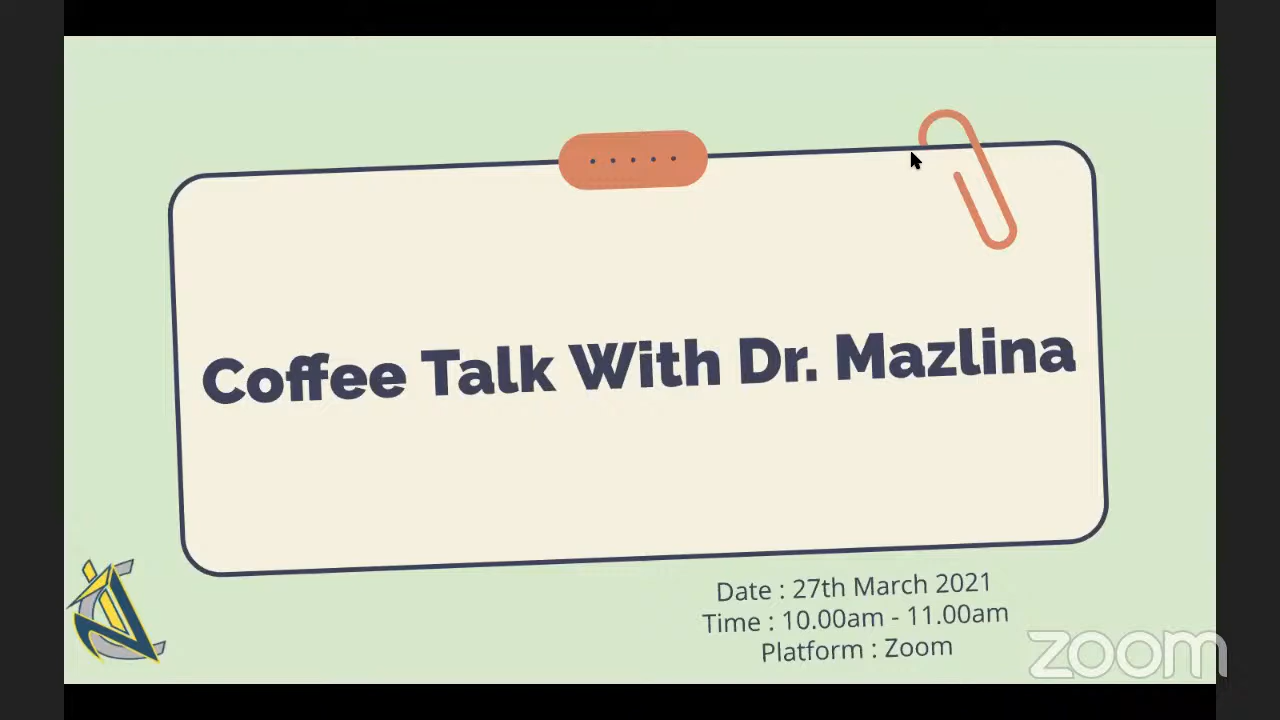 Coffee Talk With Dr. Mazlina
Date : 27th March 2021
Time : 10.00am - 11.00am
Platform : Zoom
zoom